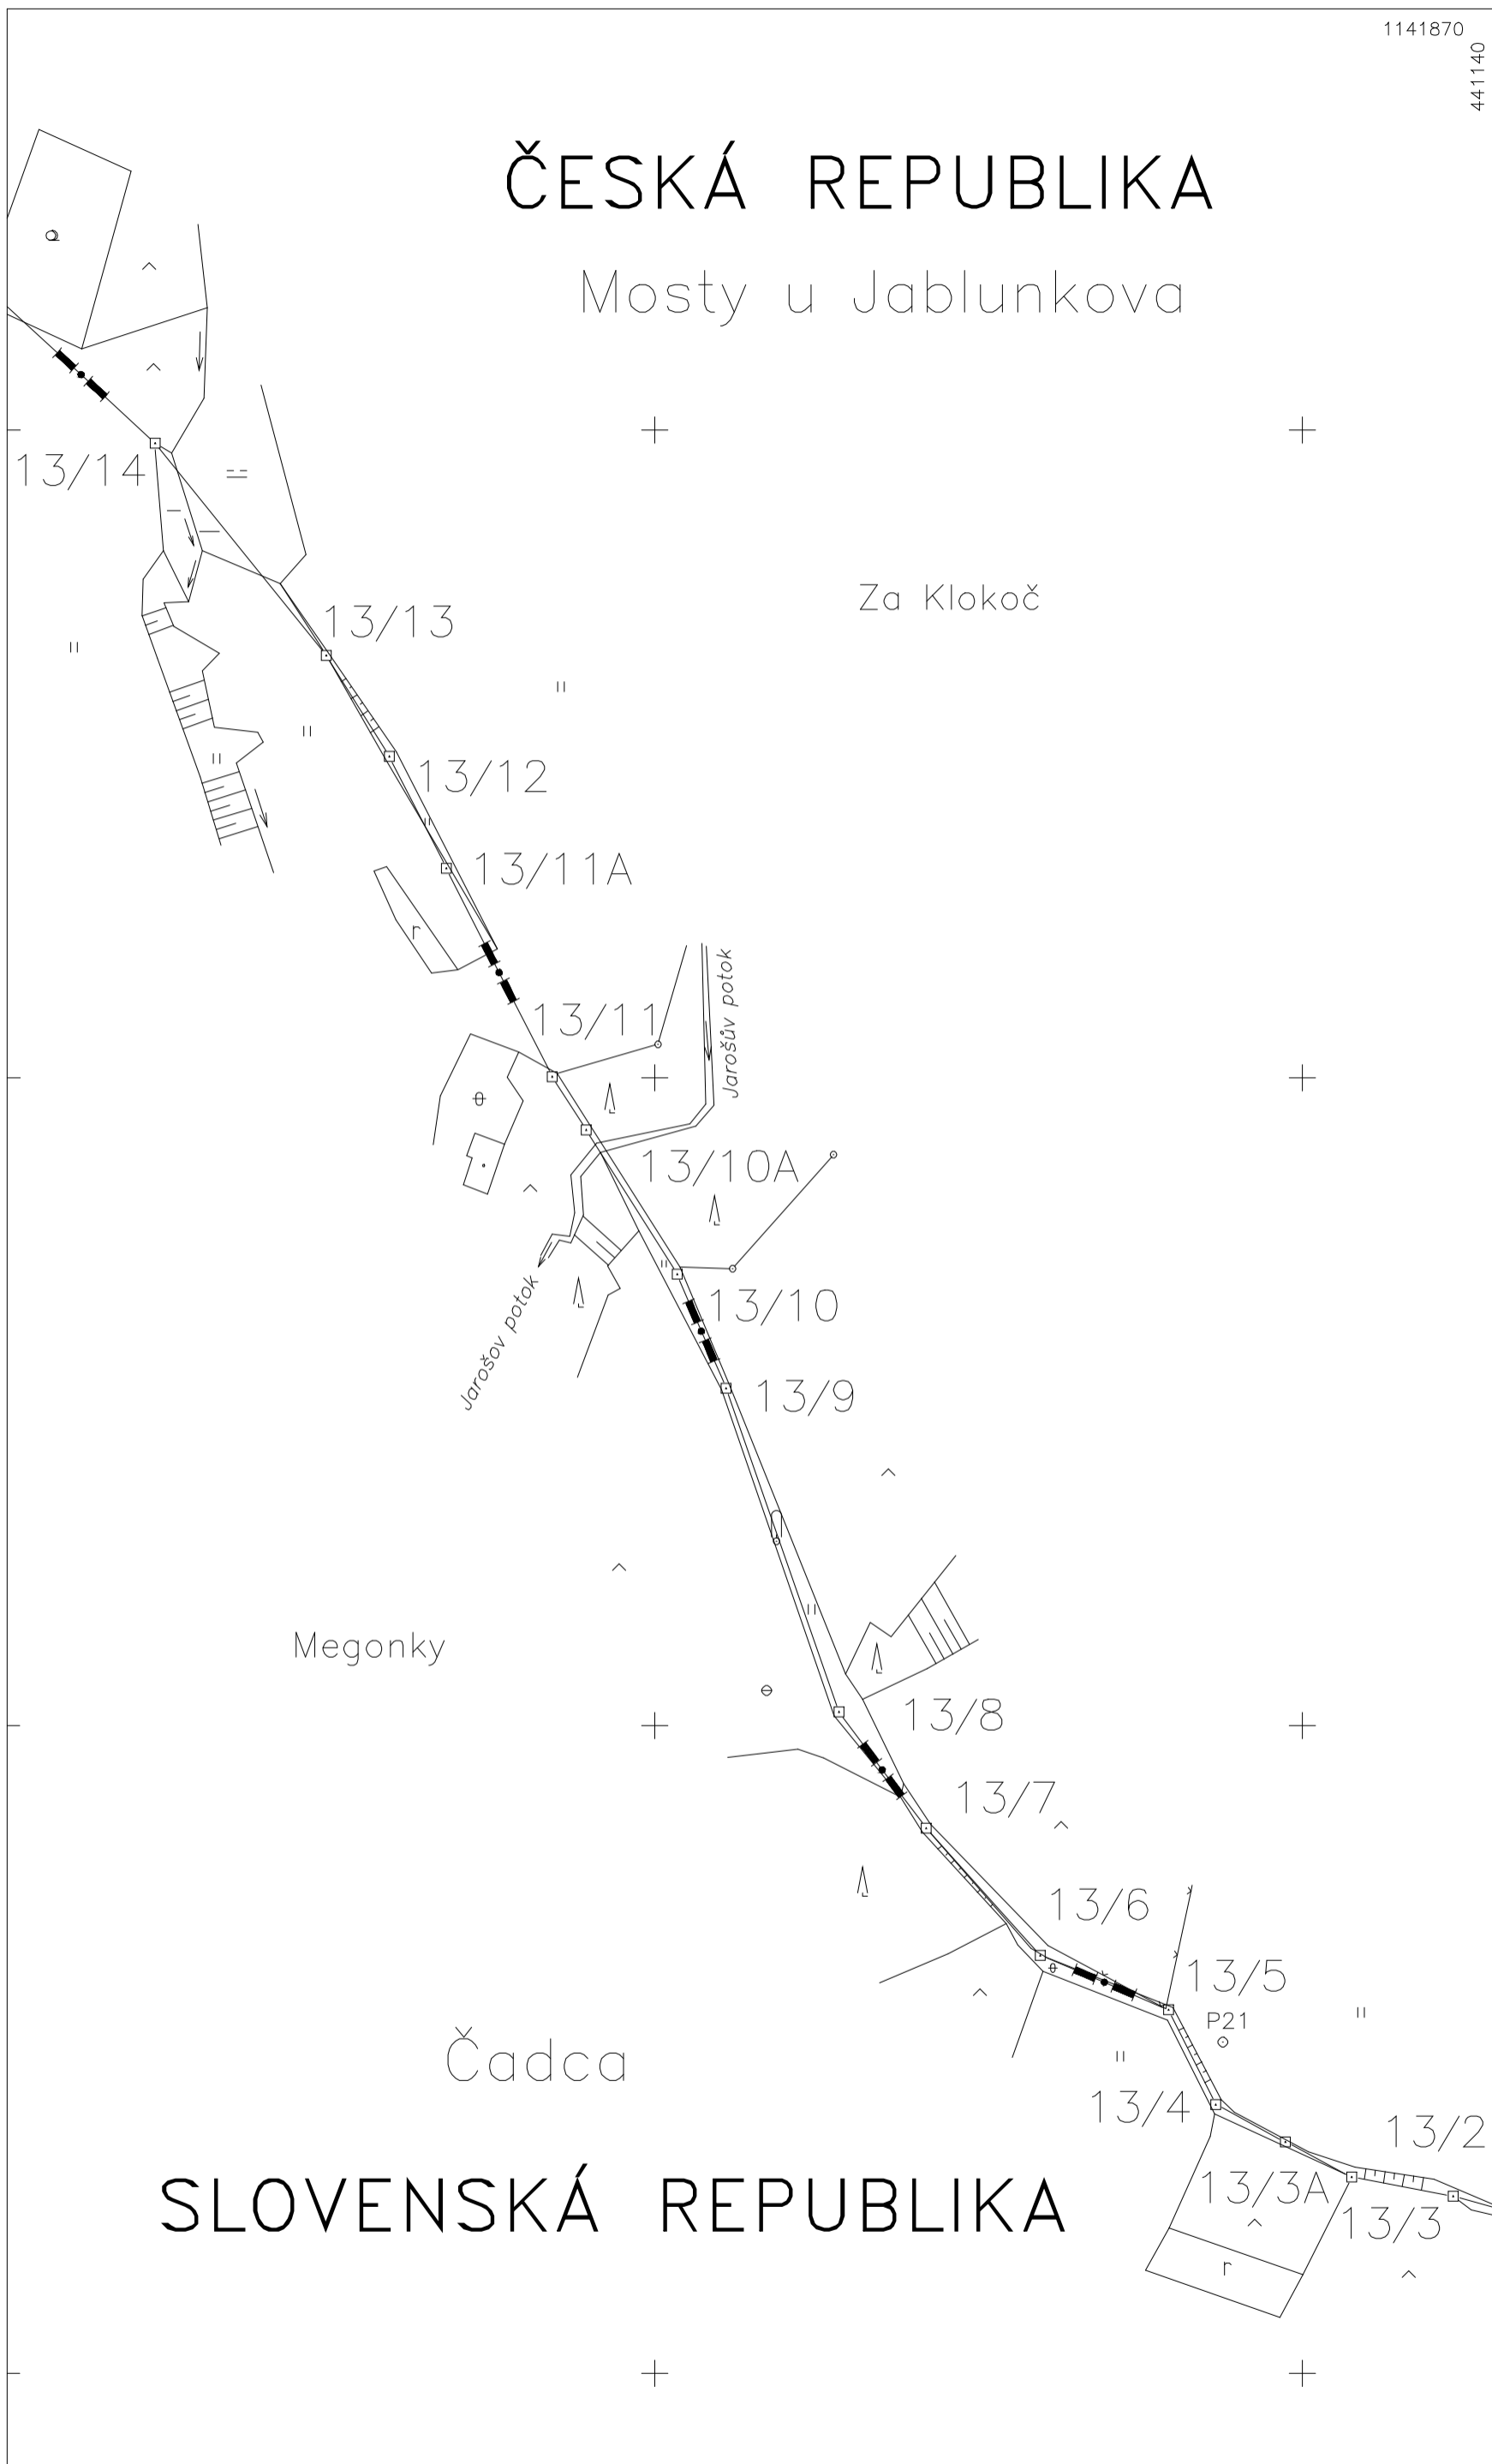 1141870
441140
ČESKÁ REPUBLIKA
Mosty u Jablunkova
13/14
Za Klokoč
13/13
13/12
13/11A
r
13/11
Jarošův potok
13/10A
13/10
Jarošov potok
13/9
Megonky
13/8
13/7
13/6
13/5
P21
Čadca
13/4
13/2
13/3A
13/3
SLOVENSKÁ REPUBLIKA
r